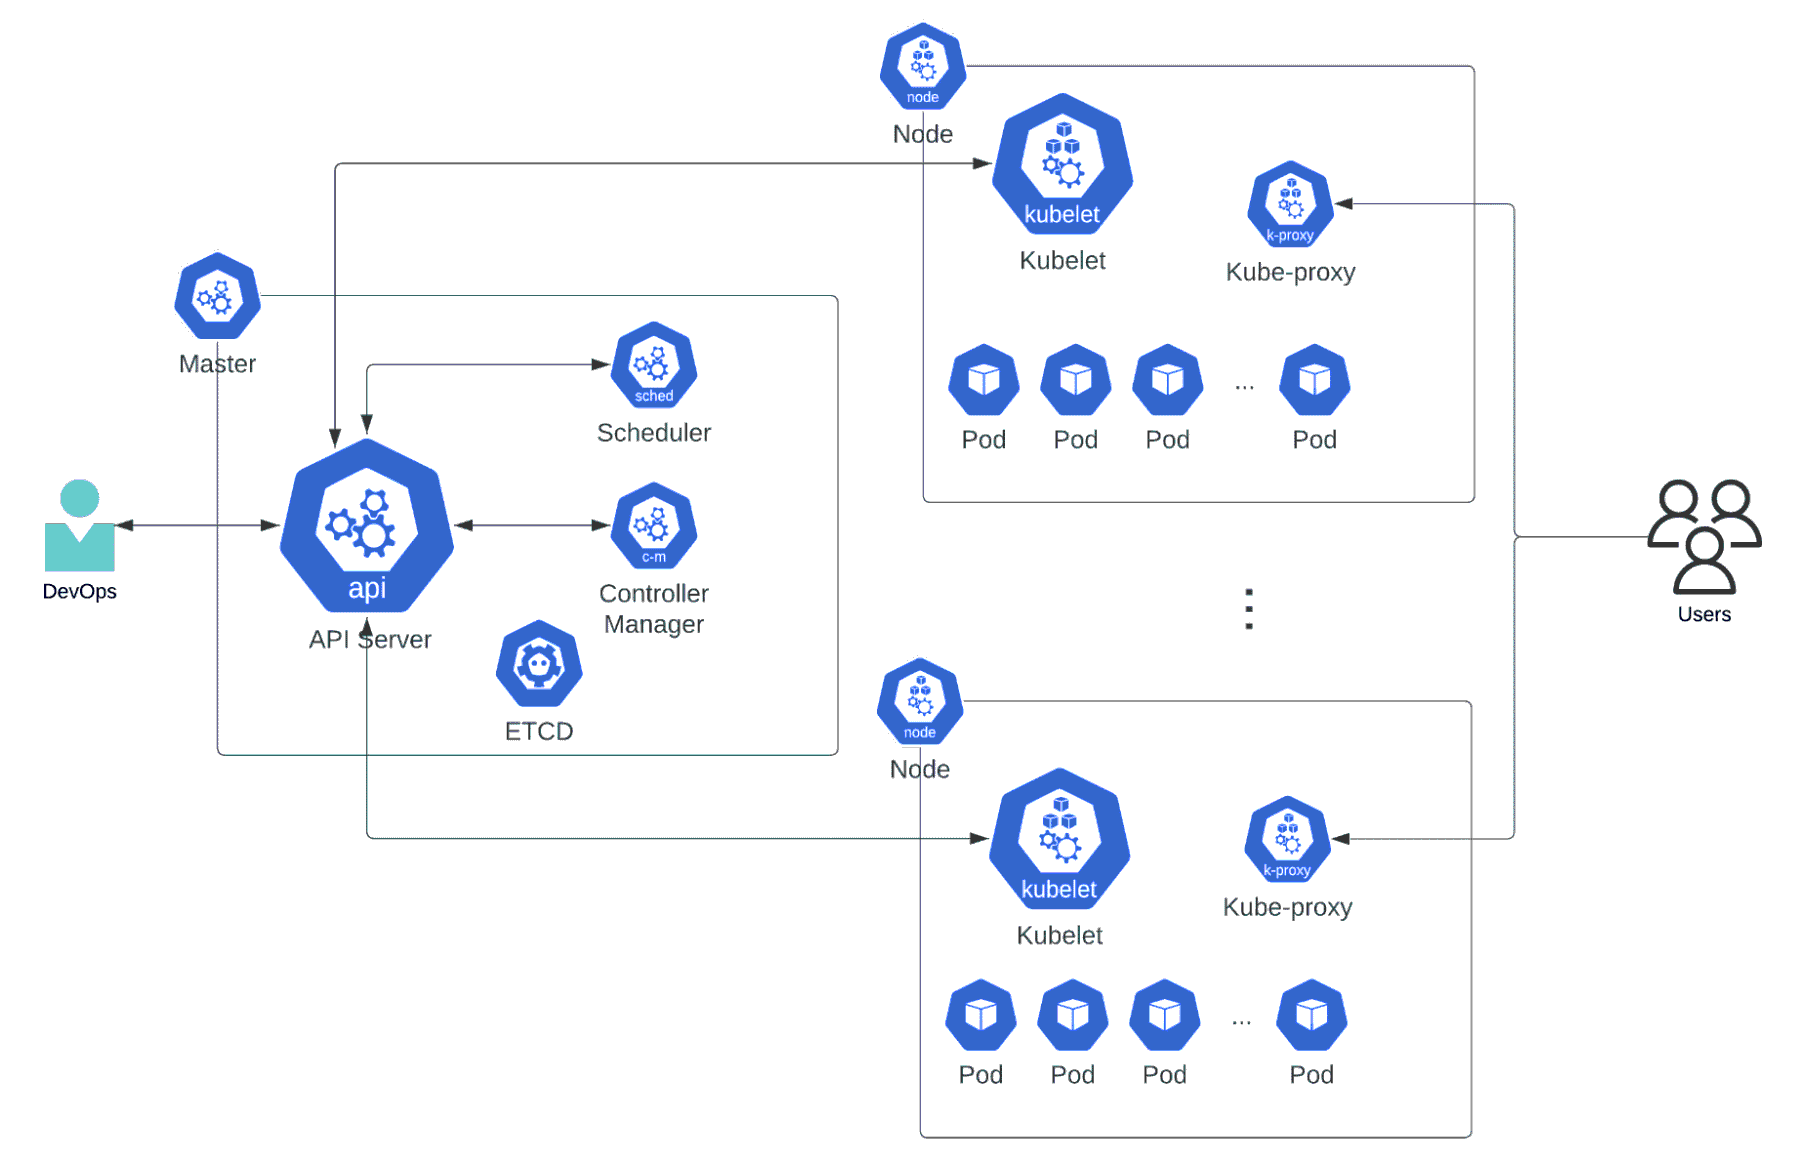 node
Node
kubelet
Kubelet
k-proxy
Kube-proxy
Pod
Pod
Pod
...
Pod
Master
sched
Scheduler
api
API Server
c-m
Controller
Manager
ETCD
DevOps
Users
node
Node
kubelet
Kubelet
k-proxy
Kube-proxy
Pod
Pod
Pod
...
Pod